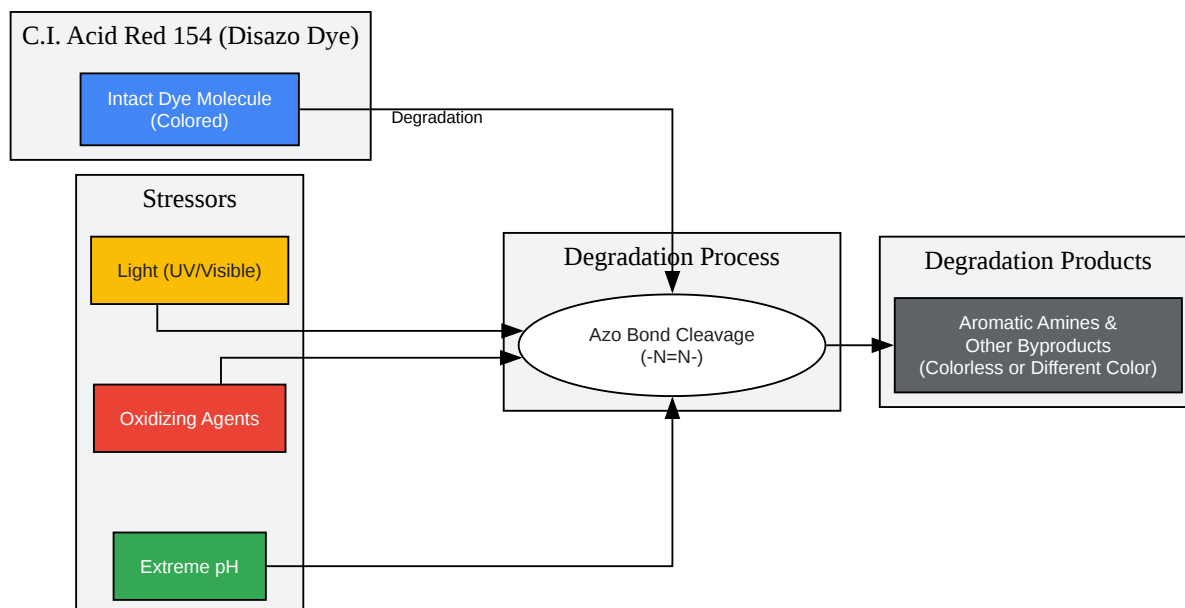 C.I. Acid Red 154 (Disazo Dye)
Intact Dye Molecule
(Colored)
Degradation
Stressors
Light (UV/Visible)
Oxidizing Agents
Extreme pH
Degradation Process
Azo Bond Cleavage
(-N=N-)
Degradation Products
Aromatic Amines &
Other Byproducts
(Colorless or Different Color)